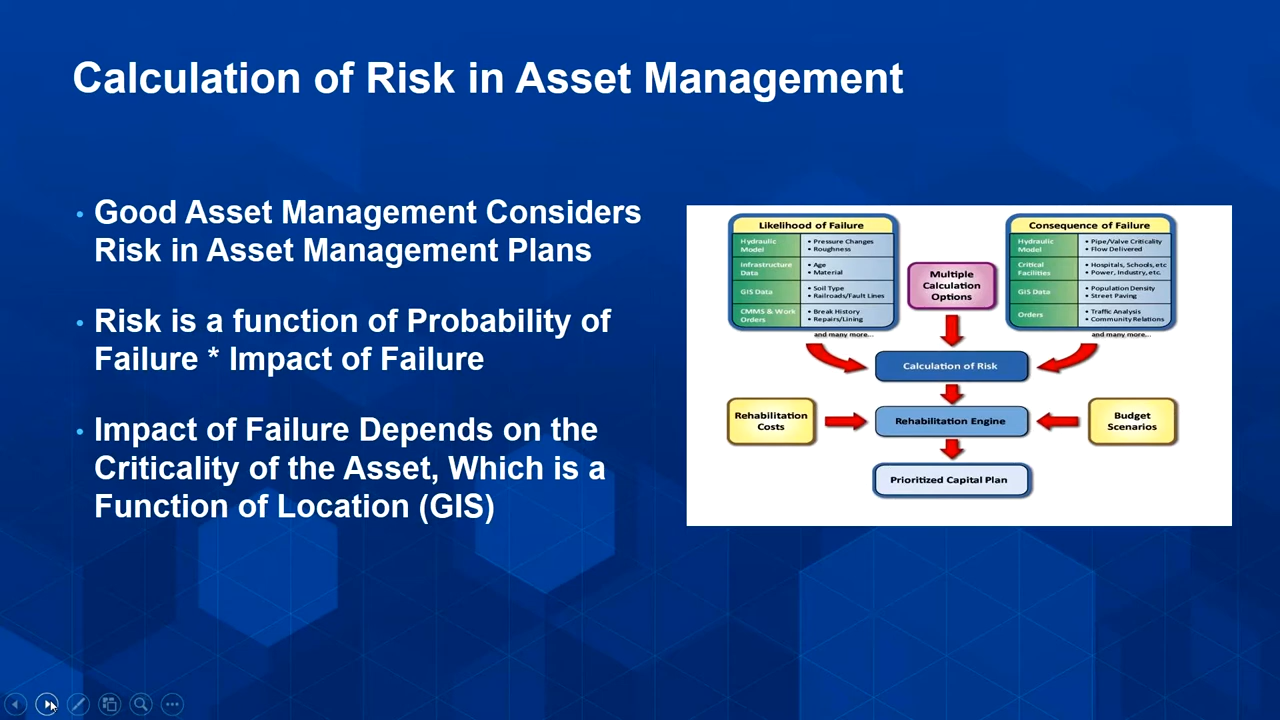 Calculation of Risk in Asset Management
• Good Asset Management Considers
Risk in Asset Management Plans
• Risk is a function of Probability of
Failure * Impact of Failure
• Impact of Failure Depends on the
Criticality of the Asset, Which is a
Function of Location (GIS)
Likelihood of Failure
Hydraulic
Model
• Pressure Changes
• Roughness
Infrastructure
Data
• Age
• Material
GIS Data
• Soil Type
• Railroads/Fault Lines
CMMS & Work
Orders
• Break History
• Repairs/Lining
and many more...
Multiple
Calculation
Options
Consequence of Failure
Hydraulic
Model
• Pipe/Valve Criticality
• Flow Delivered
Critical
Facilities
• Hospitals, Schools, etc
• Power, Industry, etc.
GIS Data
• Population Density
• Street Paving
Orders
• Traffic Analysis
• Community Relations
and many more...
Calculation of Risk
Rehabilitation
Costs
Rehabilitation Engine
Budget
Scenarios
Prioritized Capital Plan